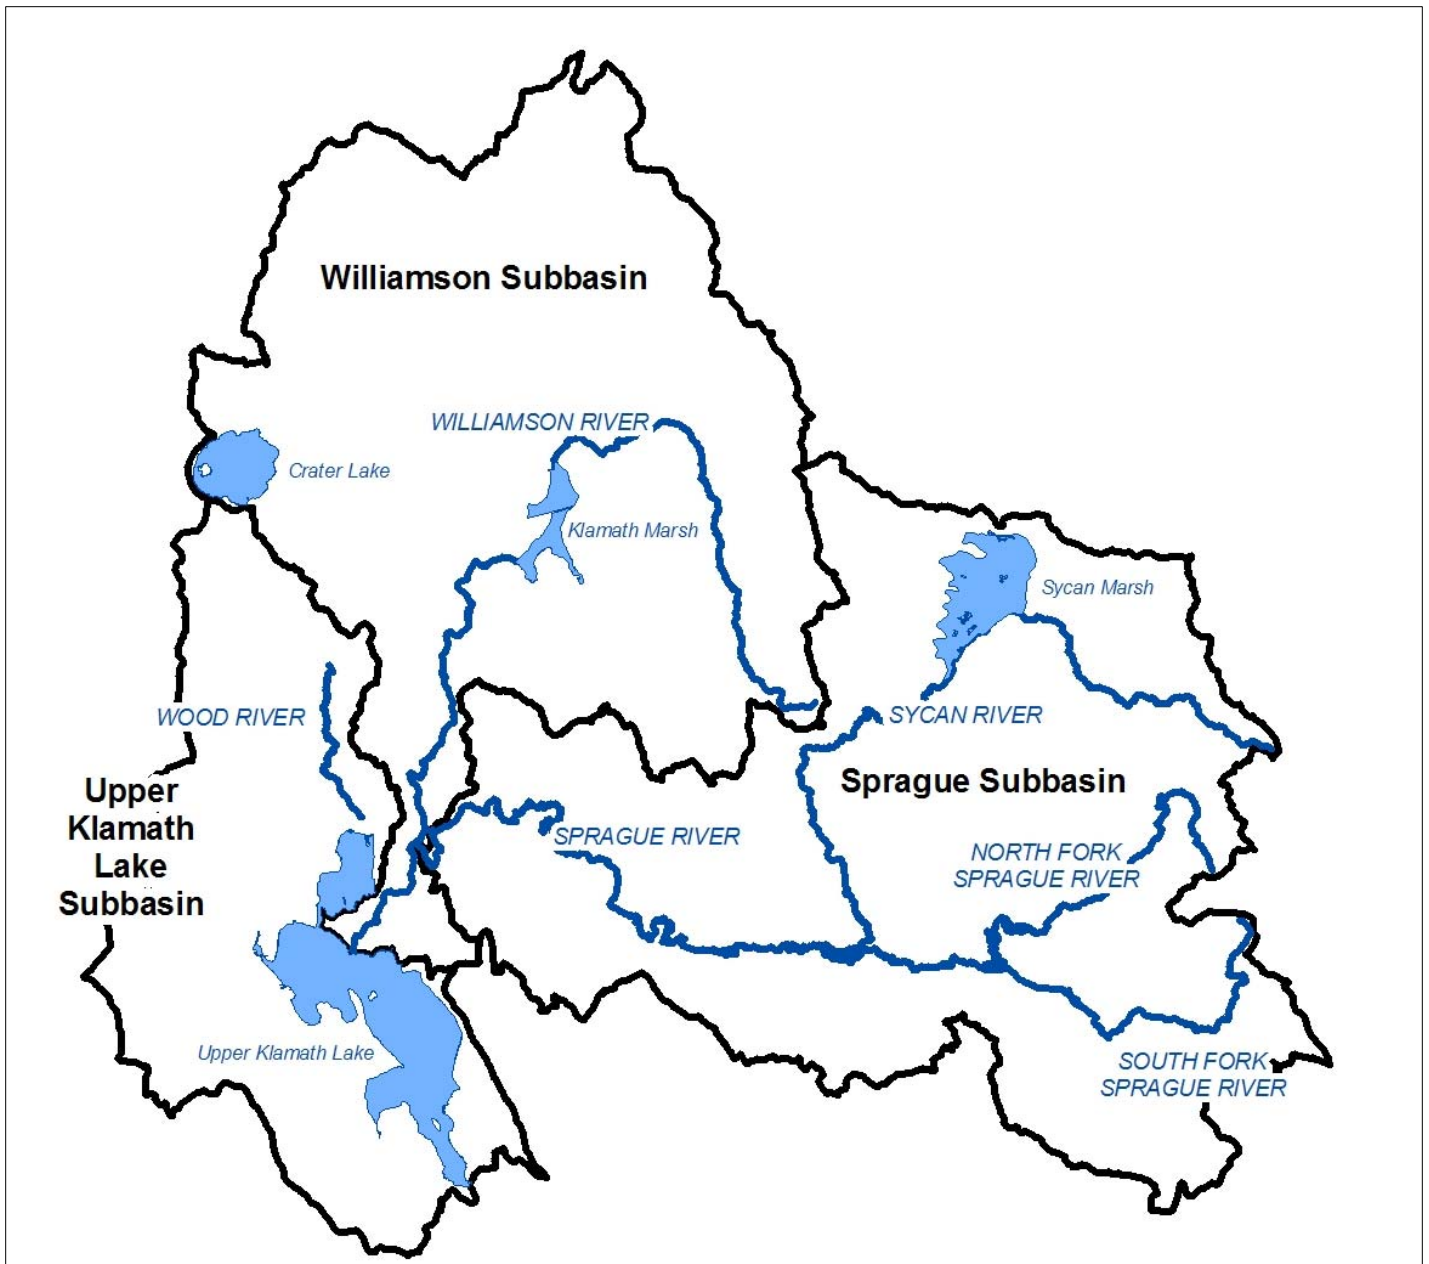 Williamson Subbasin
WILLIAMSON RIVER
Crater Lake
Klamath Marsh
Sycan Marsh
WOOD RIVER
SYCAN RIVER
Upper
Klamath
Lake
Subbasin
Sprague Subbasin
SPRAGUE RIVER
NORTH FORK
SPRAGUE RIVER
Upper Klamath Lake
SOUTH FORK
SPRAGUE RIVER